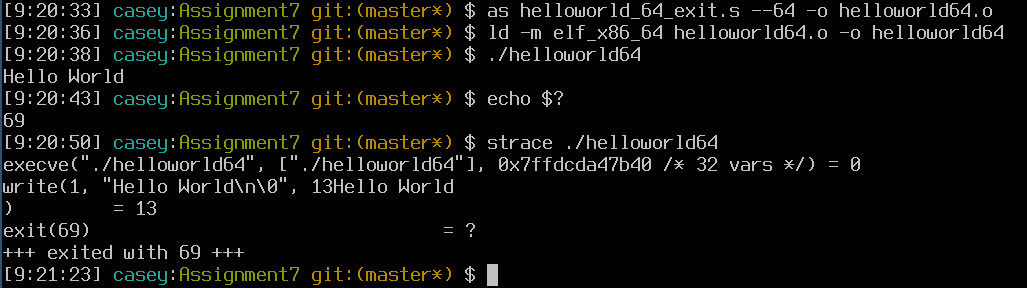 [9:20:33] casey:Assignment7 git:(master*) $ as helloworld_64_exit.s --64 -o helloworld64.o
[9:20:36] casey:Assignment7 git:(master*) $ ld -m elf_x86_64 helloworld64.o -o helloworld64
[9:20:38] casey:Assignment7 git:(master*) $ ./helloworld64
Hello World
[9:20:43] casey:Assignment7 git:(master*) $ echo $?
69
[9:20:50] casey:Assignment7 git:(master*) $ strace ./helloworld64
execve("./helloworld64", ["./helloworld64"], 0x7ffdcda47b40 /* 32 vars */) = 0
write(1, "Hello World\n\0", 13Hello World
)         = 13
exit(69)                                = ?
+++ exited with 69 +++
[9:21:23] casey:Assignment7 git:(master*) $